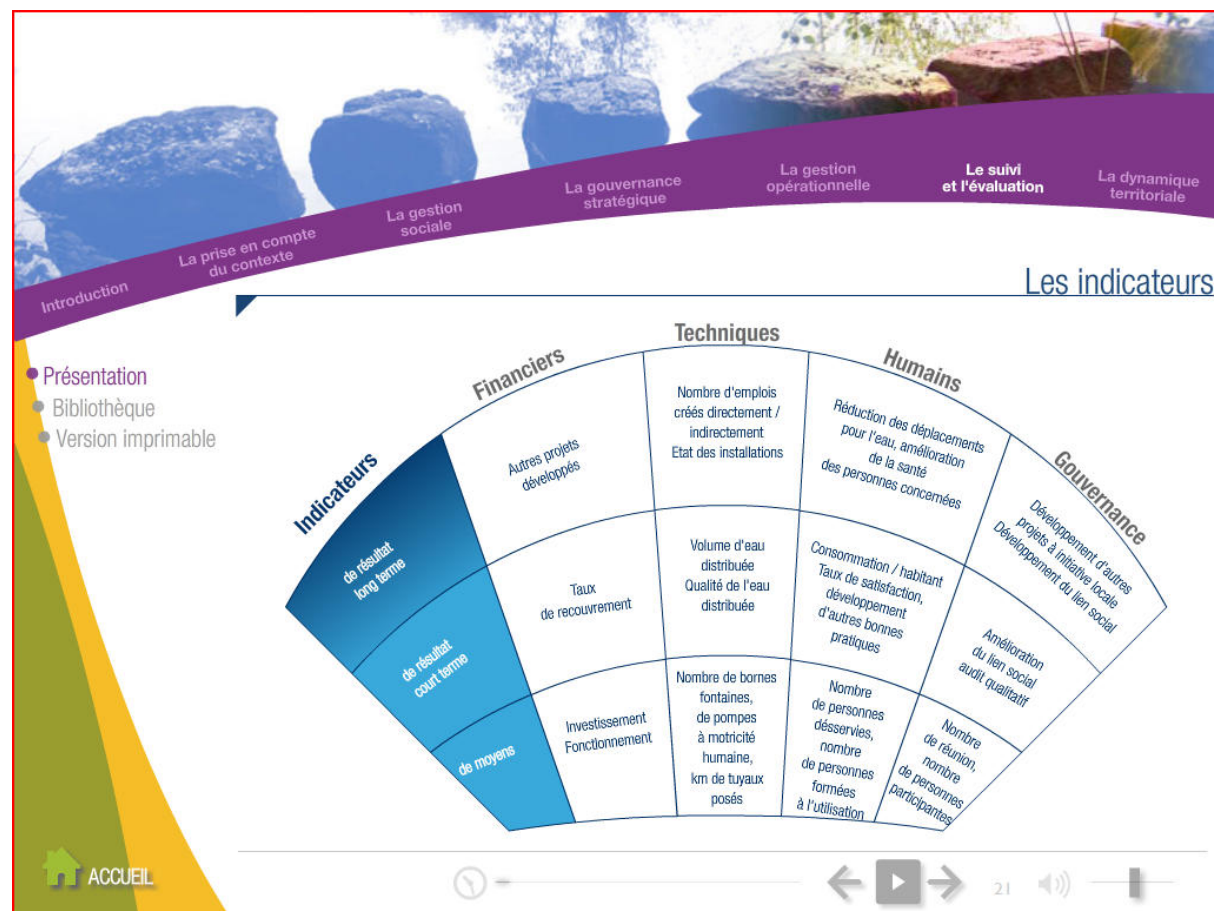 Introduction
La prise en compte
du contexte
La gestion
sociale
La gouvernance
stratégique
La gestion
opérationnelle
Le suivi
et l'évaluation
La dynamique
territoriale
Les indicateurs
Présentation
Bibliothèque
Version imprimable
Indicateurs
Financiers
Techniques
Humains
Gouvernance
de résultat
long terme
Autres projets
développés
Nombre d'emplois
créés directement /
indirectement
Etat des installations
Réduction des déplacements
pour l'eau, amélioration
de la santé
des personnes concernées
Développement d'autres
projets à initiative locale
Développement du lien social
de résultat
court terme
Taux
de recouvrement
Volume d'eau
distribuée
Qualité de l'eau
distribuée
Consommation / habitant
Taux de satisfaction,
développement
d'autres bonnes
pratiques
Amélioration
du lien social
audit qualitatif
de moyens
Investissement
Fonctionnement
Nombre de bornes
fontaines,
de pompes
à motricité
humaine,
km de tuyaux
posés
Nombre
de personnes
désservies,
nombre
de personnes
formées
à l'utilisation
Nombre
de réunion,
nombre
de personnes
participantes
ACCUEIL
21